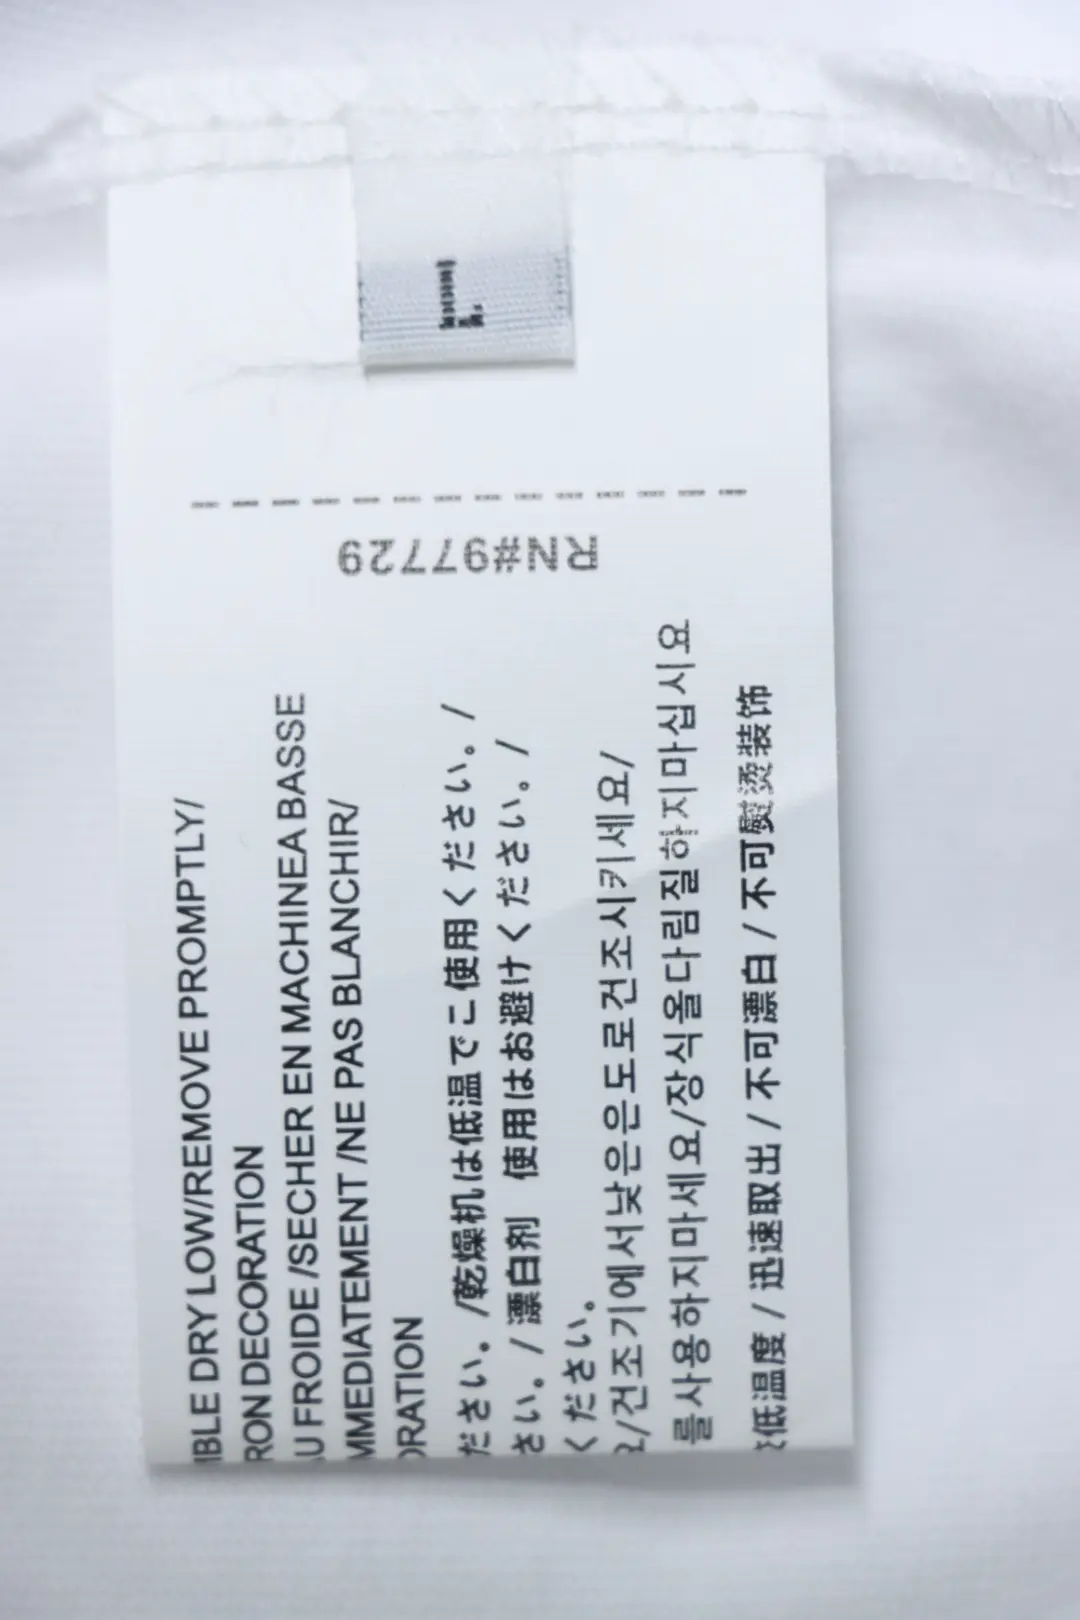 L
RN#97729
BLE DRY LOW/REMOVE PROMPTLY/
RON DECORATION
U FROIDE /SECHER EN MACHINEA BASSE
MMEDIATEMENT /NE PAS BLANCHIR/
ORATION
ださい。/乾燥机は低温でご使用ください。/
さい。/ 漂白剤　使用はお避けください。/
ください。
요/건조기에서낮은온도로건조시키세요/
를사용하지마세요/장식을다림질하지마십시요
低温度 / 迅速取出 / 不可漂白 / 不可熨烫装饰